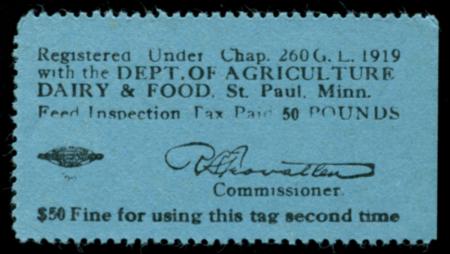 Registered Under Chap. 260 G. L. 1919
with the DEPT. OF AGRICULTURE
DAIRY & FOOD, St. Paul, Minn.
Feed Inspection Tax Paid 50 POUNDS
Commissioner.
$50 Fine for using this tag second time